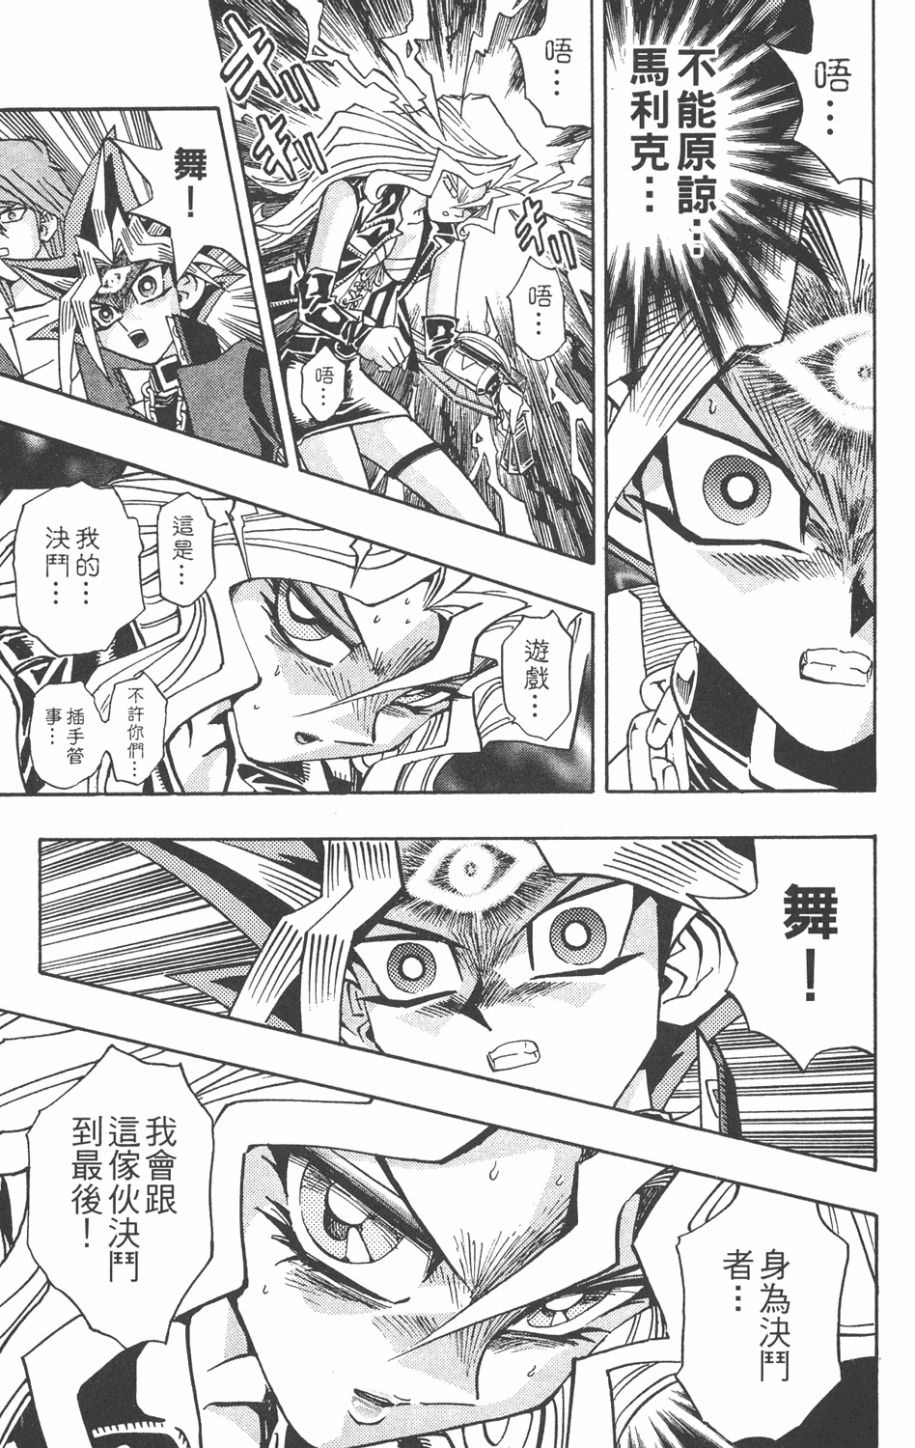 唔…
不能原諒…
馬利克…
唔…
唔…
唔…
舞！
遊戲…
這是…
我的…
決鬥…
不許你們…
插手管
事…
舞！
身為決鬥
者…
我會跟
這傢伙決鬥
到最後！